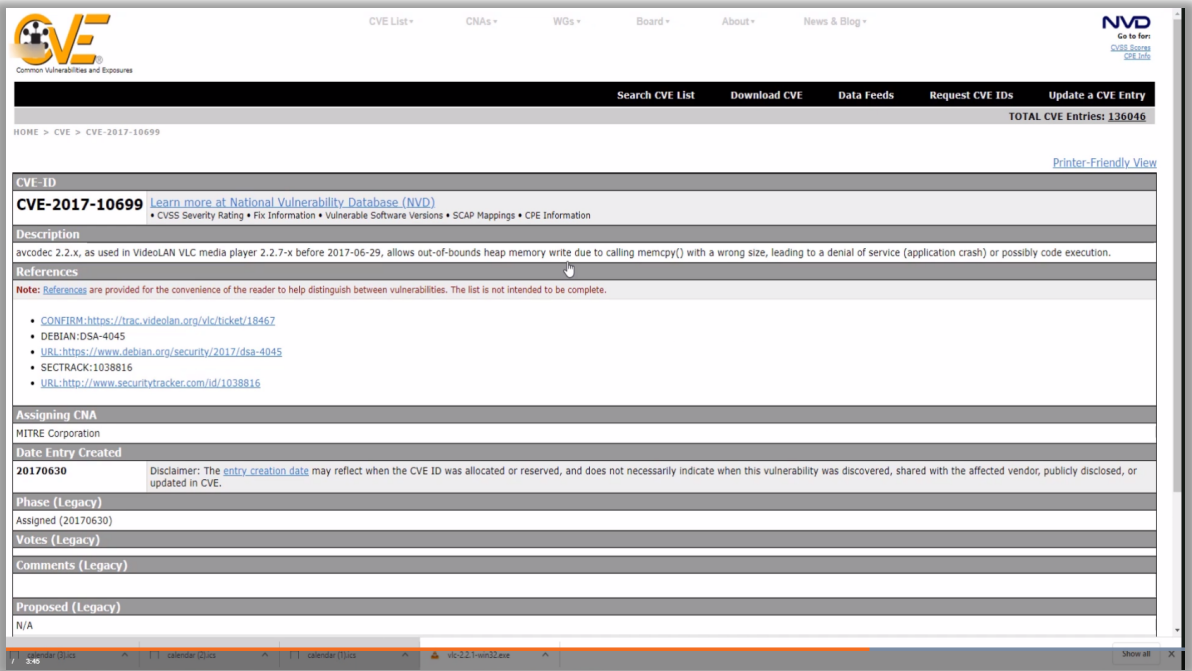 CVE List▾ CNAs▾ WGs▾ Board▾ About▾ News & Blog▾
CVE®
Common Vulnerabilities and Exposures
NVD
Go to for:
CVSS Scores
CPE Info
Search CVE List Download CVE Data Feeds Request CVE IDs Update a CVE Entry
TOTAL CVE Entries: 136046
HOME > CVE > CVE-2017-10699
Printer-Friendly View
CVE-ID
CVE-2017-10699 Learn more at National Vulnerability Database (NVD)
• CVSS Severity Rating • Fix Information • Vulnerable Software Versions • SCAP Mappings • CPE Information
Description
avcodec 2.2.x, as used in VideoLAN VLC media player 2.2.7-x before 2017-06-29, allows out-of-bounds heap memory write due to calling memcpy() with a wrong size, leading to a denial of service (application crash) or possibly code execution.
References
Note: References are provided for the convenience of the reader to help distinguish between vulnerabilities. The list is not intended to be complete.
• CONFIRM:https://trac.videolan.org/vlc/ticket/18467
• DEBIAN:DSA-4045
• URL:https://www.debian.org/security/2017/dsa-4045
• SECTRACK:1038816
• URL:http://www.securitytracker.com/id/1038816
Assigning CNA
MITRE Corporation
Date Entry Created
20170630 Disclaimer: The entry creation date may reflect when the CVE ID was allocated or reserved, and does not necessarily indicate when this vulnerability was discovered, shared with the affected vendor, publicly disclosed, or
updated in CVE.
Phase (Legacy)
Assigned (20170630)
Votes (Legacy)
Comments (Legacy)
Proposed (Legacy)
N/A
calendar (3).ics calendar (2).ics calendar (1).ics vlc-2.2.1-win32.exe Show all X
/ 3:45